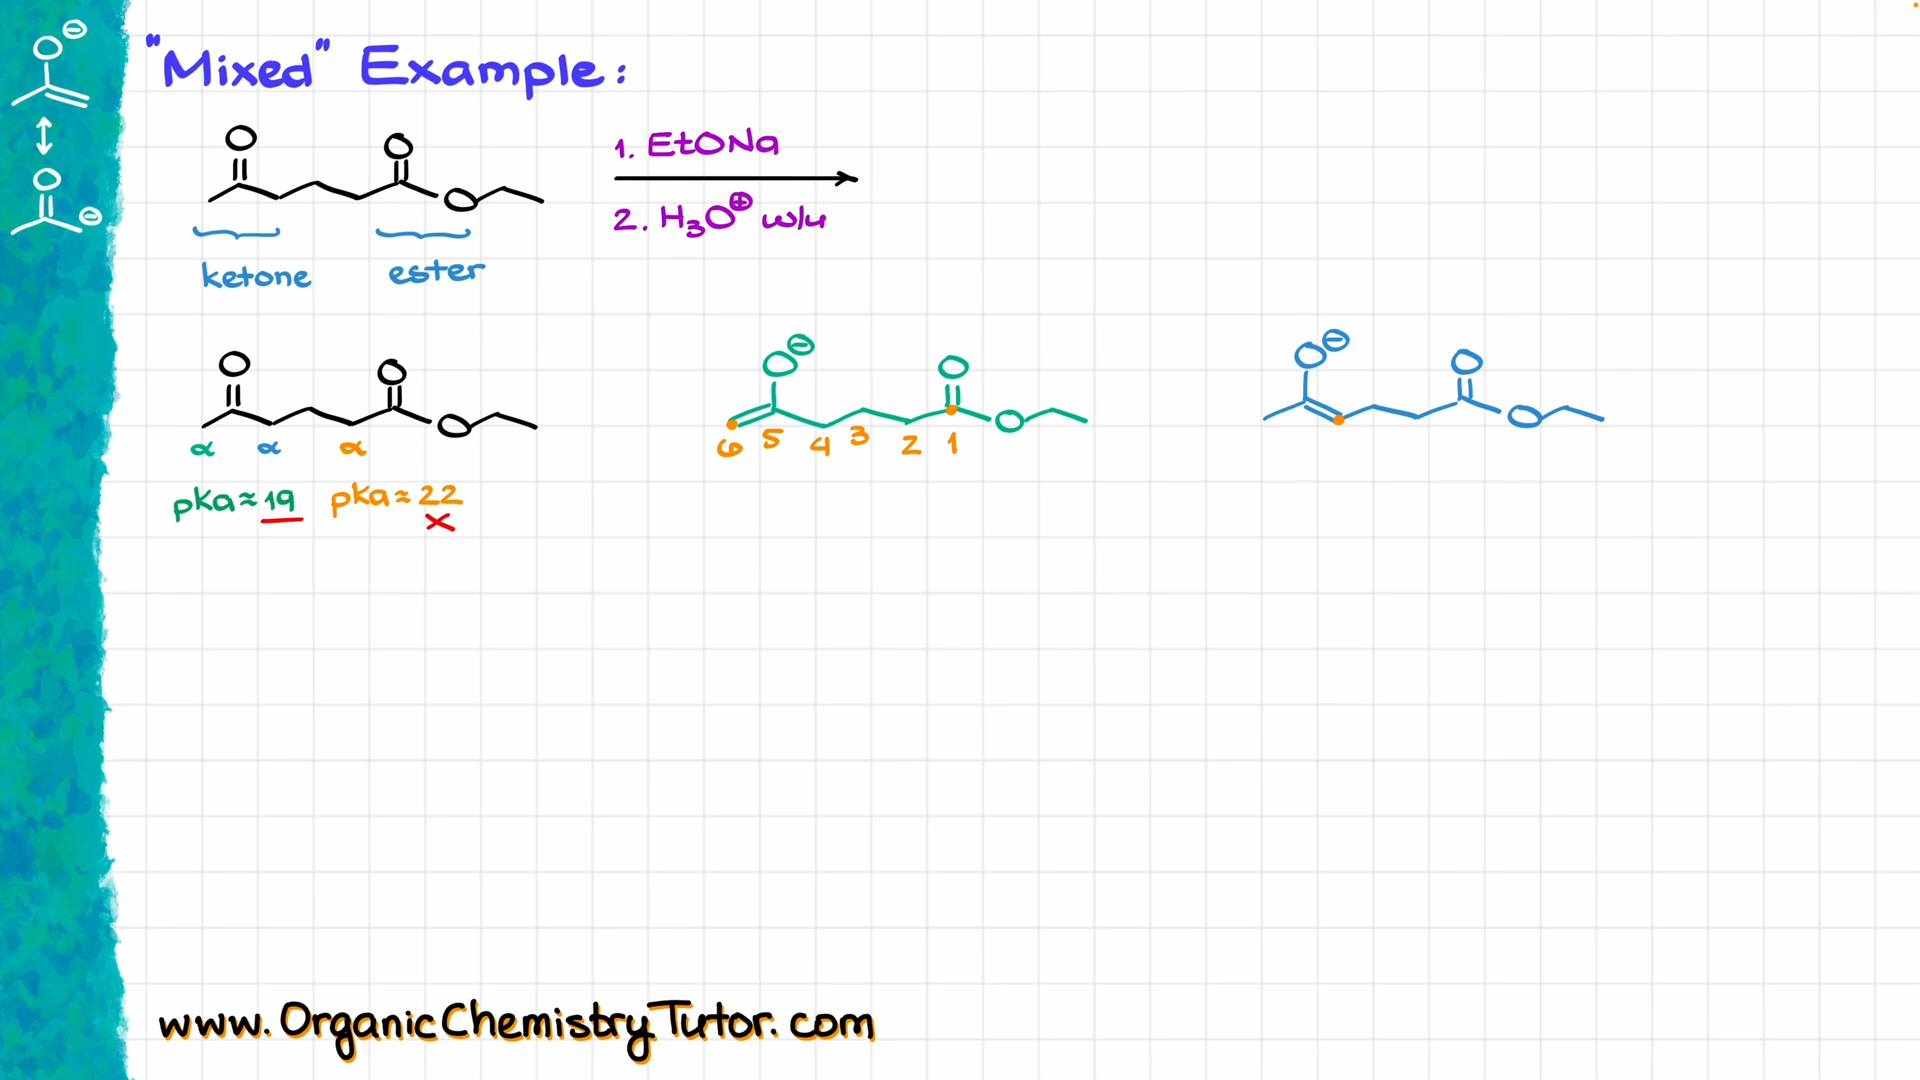 "Mixed" Example:
O⊖
O
⊖
O
O
O
1. EtONa
2. H₃O⊕ w/u
ketone
ester
O
O
O
O⊖
O
O
O⊖
O
O
α
α
α
6 5 4 3 2 1
pka≈19
pka≈22
x
www.OrganicChemistryTutor.com